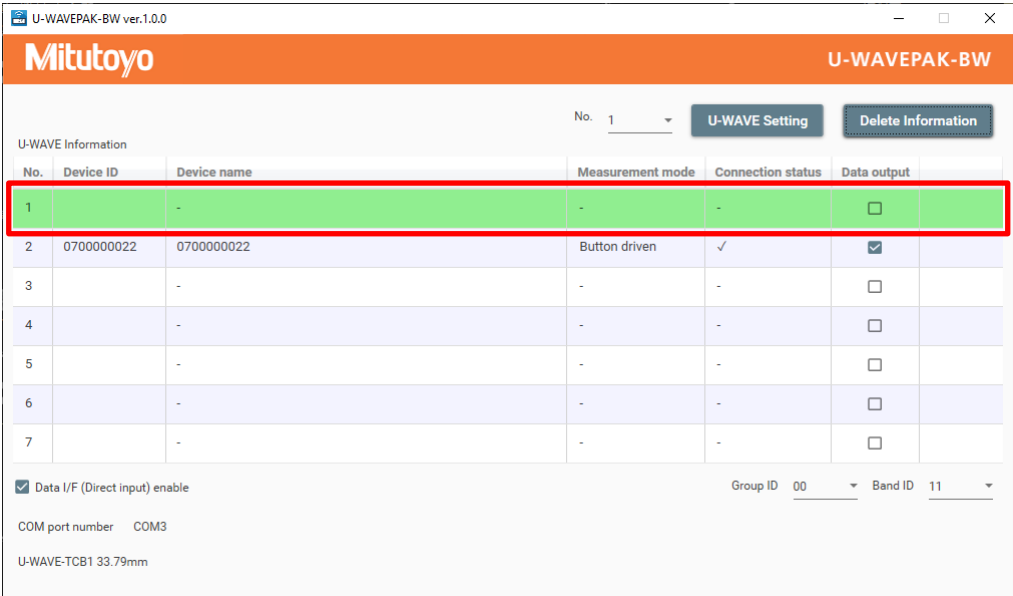 U-WAVEPAK-BW ver.1.0.0
Mitutoyo U-WAVEPAK-BW
No. 1 U-WAVE Setting Delete Information
U-WAVE Information
No. Device ID Device name Measurement mode Connection status Data output
1 - - -
2 0700000022 0700000022 Button driven ✓
3 - - -
4 - - -
5 - - -
6 - - -
7 - - -
Data I/F (Direct input) enable Group ID 00 Band ID 11
COM port number COM3
U-WAVE-TCB1 33.79mm